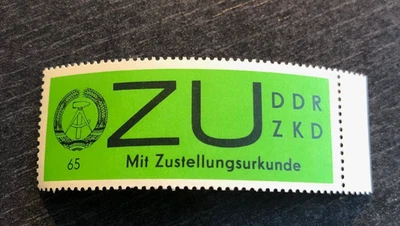 ZU
DDR
ZKD
65
Mit Zustellungsurkunde